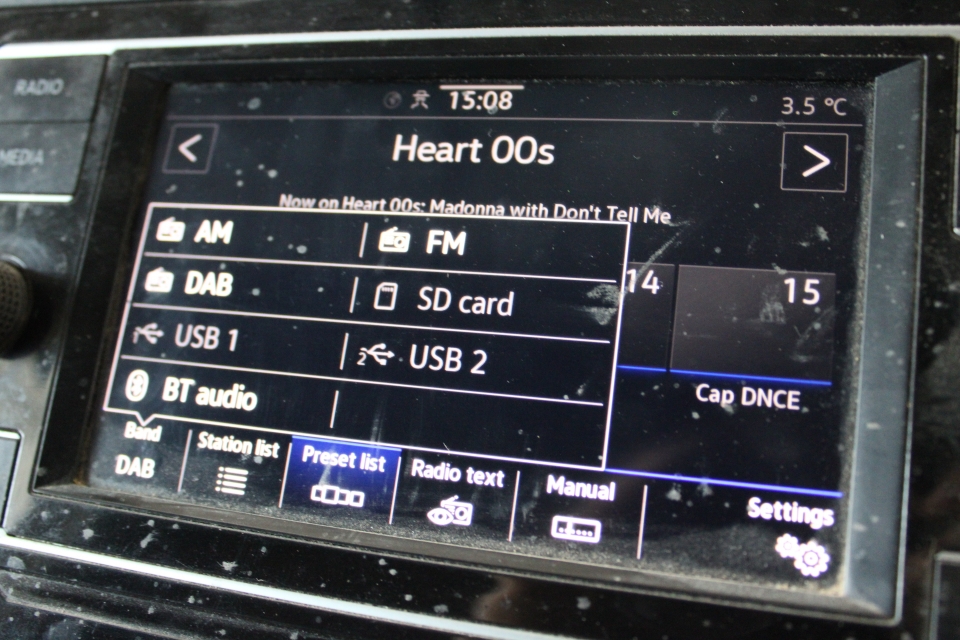 RADIO
MEDIA
15:08
3.5 °C
Heart 00s
Now on Heart 00s: Madonna with Don't Tell Me
AM
FM
DAB
SD card
USB 1
2 USB 2
BT audio
14
15
Cap DNCE
Band
DAB
Station list
Preset list
Radio text
Manual
Settings